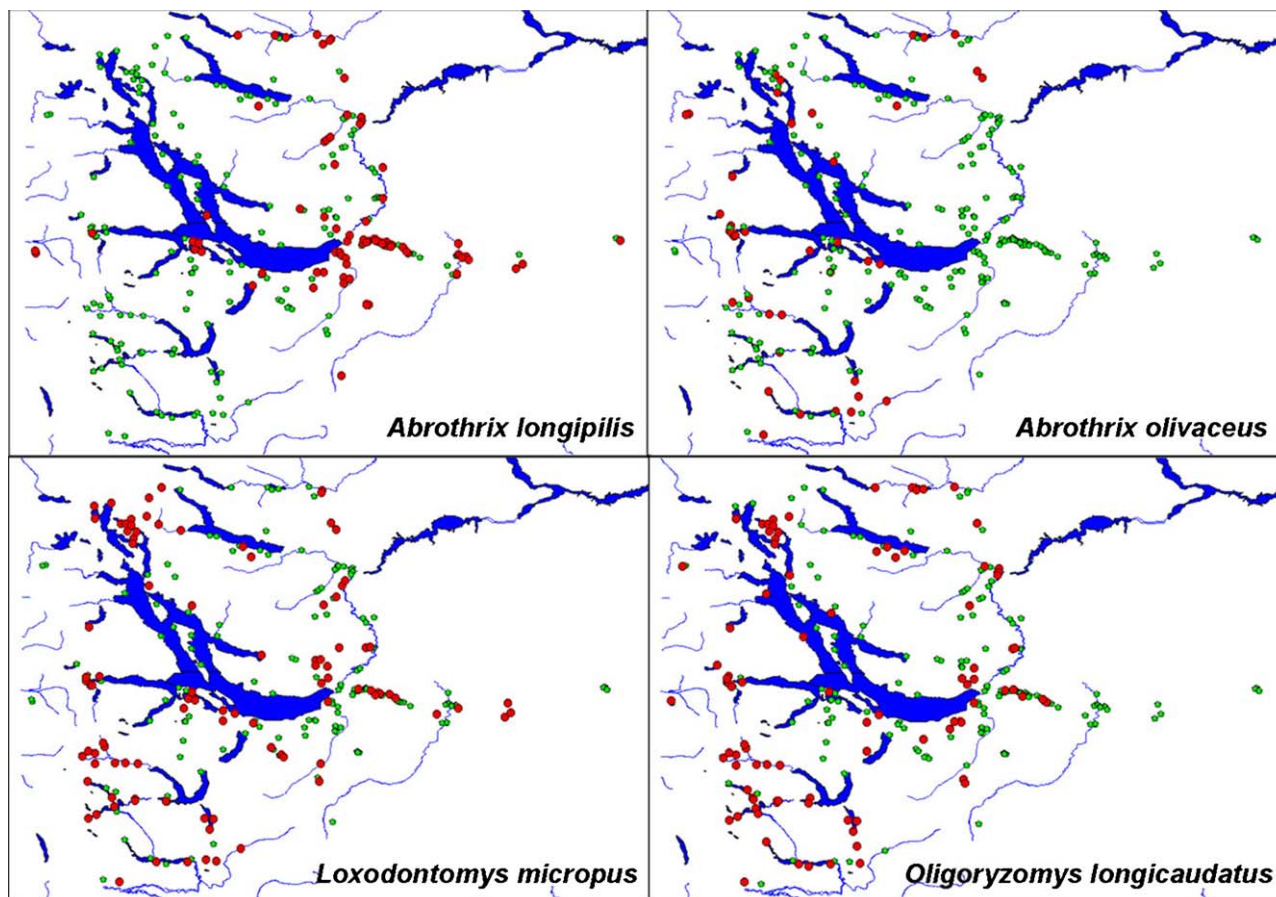 Abrothrix longipilis
Abrothrix olivaceus
Loxodontomys micropus
Oligoryzomys longicaudatus